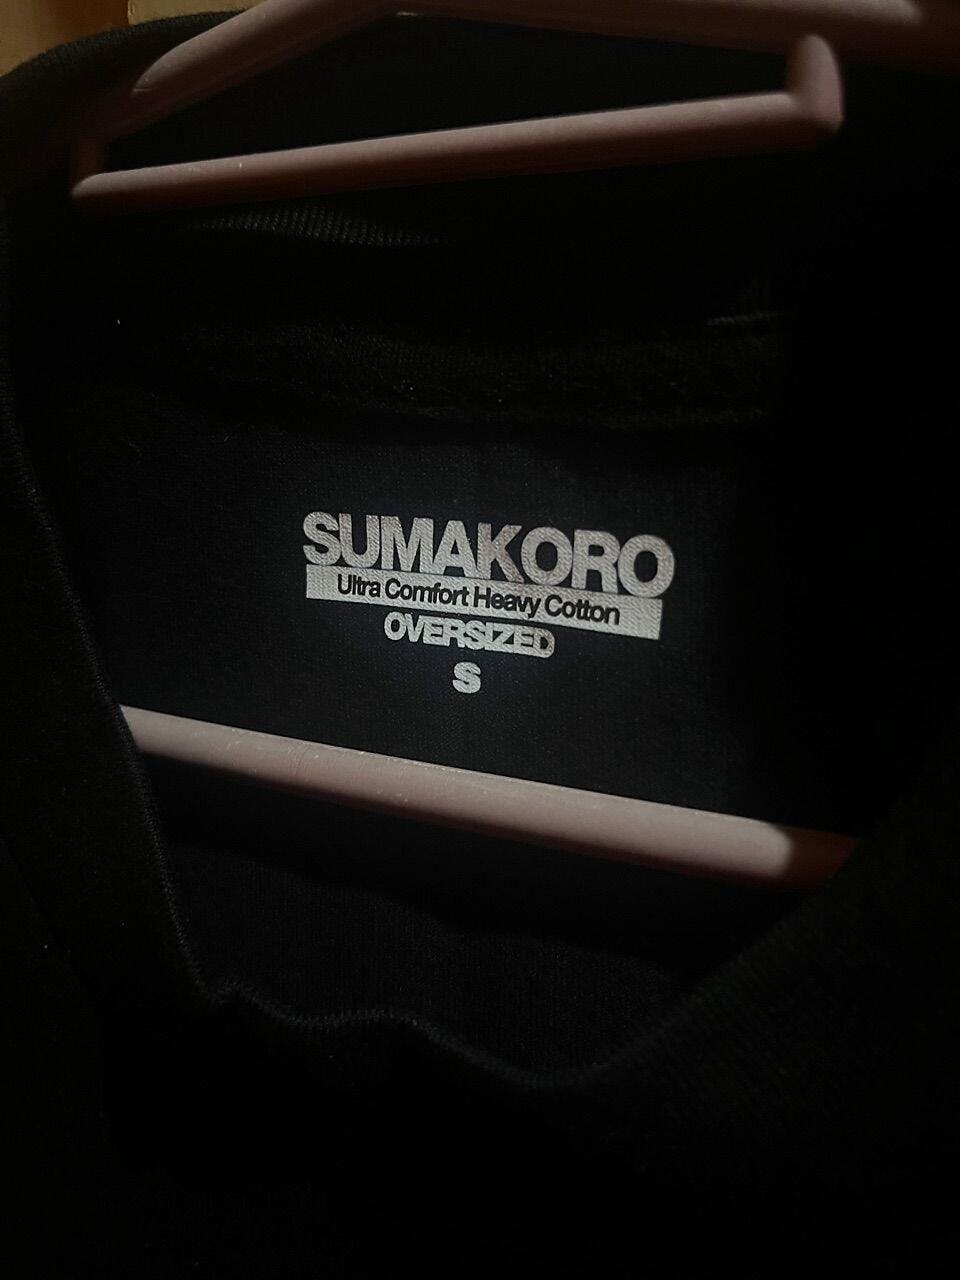 SUMAKORO
Ultra Comfort Heavy Cotton
OVERSIZED
S